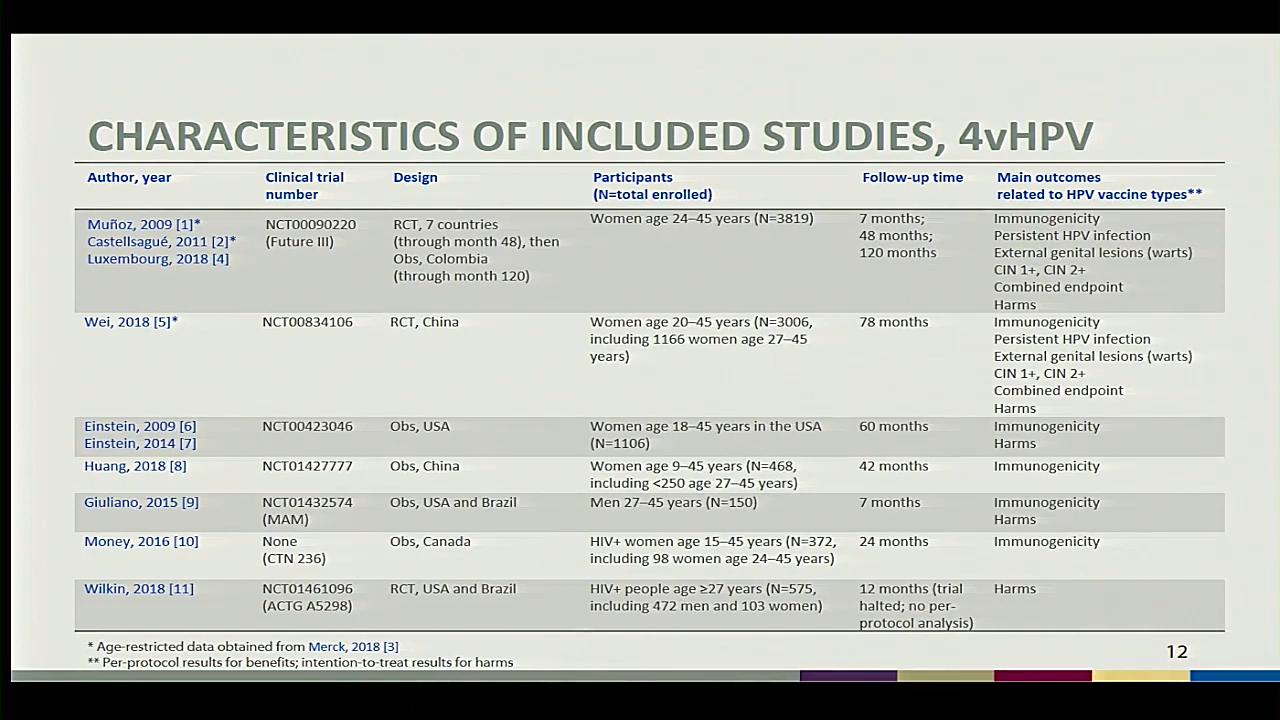 CHARACTERISTICS OF INCLUDED STUDIES, 4vHPV
Author, year
Clinical trial
number
Design
Participants
(N=total enrolled)
Follow-up time
Main outcomes
related to HPV vaccine types**
Muñoz, 2009 [1]*
Castellsagué, 2011 [2]*
Luxembourg, 2018 [4]
NCT00090220
(Future III)
RCT, 7 countries
(through month 48), then
Obs, Colombia
(through month 120)
Women age 24–45 years (N=3819)
7 months;
48 months;
120 months
Immunogenicity
Persistent HPV infection
External genital lesions (warts)
CIN 1+, CIN 2+
Combined endpoint
Harms
Wei, 2018 [5]*
NCT00834106
RCT, China
Women age 20–45 years (N=3006,
including 1166 women age 27–45
years)
78 months
Immunogenicity
Persistent HPV infection
External genital lesions (warts)
CIN 1+, CIN 2+
Combined endpoint
Harms
Einstein, 2009 [6]
Einstein, 2014 [7]
NCT00423046
Obs, USA
Women age 18–45 years in the USA
(N=1106)
60 months
Immunogenicity
Harms
Huang, 2018 [8]
NCT01427777
Obs, China
Women age 9–45 years (N=468,
including <250 age 27–45 years)
42 months
Immunogenicity
Giuliano, 2015 [9]
NCT01432574
(MAM)
Obs, USA and Brazil
Men 27–45 years (N=150)
7 months
Immunogenicity
Harms
Money, 2016 [10]
None
(CTN 236)
Obs, Canada
HIV+ women age 15–45 years (N=372,
including 98 women age 24–45 years)
24 months
Immunogenicity
Wilkin, 2018 [11]
NCT01461096
(ACTG A5298)
RCT, USA and Brazil
HIV+ people age ≥27 years (N=575,
including 472 men and 103 women)
12 months (trial
halted; no per-
protocol analysis)
Harms
* Age-restricted data obtained from Merck, 2018 [3]
** Per-protocol results for benefits; intention-to-treat results for harms
12